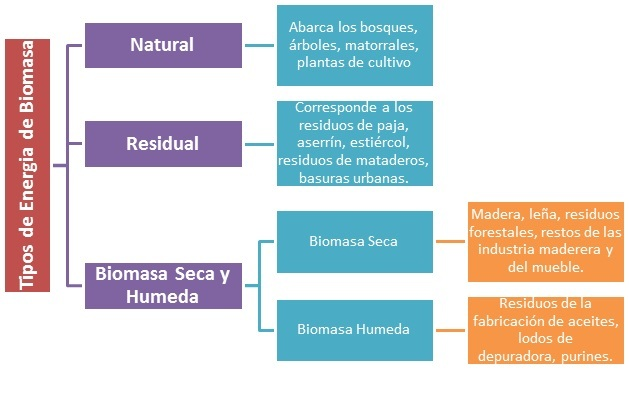 Tipos de Energia de Biomasa
Natural
Abarca los bosques,
árboles, matorrales,
plantas de cultivo
Residual
Corresponde a los
residuos de paja,
aserrín, estiércol,
residuos de mataderos,
basuras urbanas.
Biomasa Seca y
Humeda
Biomasa Seca
Madera, leña, residuos
forestales, restos de las
industria maderera y
del mueble.
Biomasa Humeda
Residuos de la
fabricación de aceites,
lodos de
depuradora, purines.